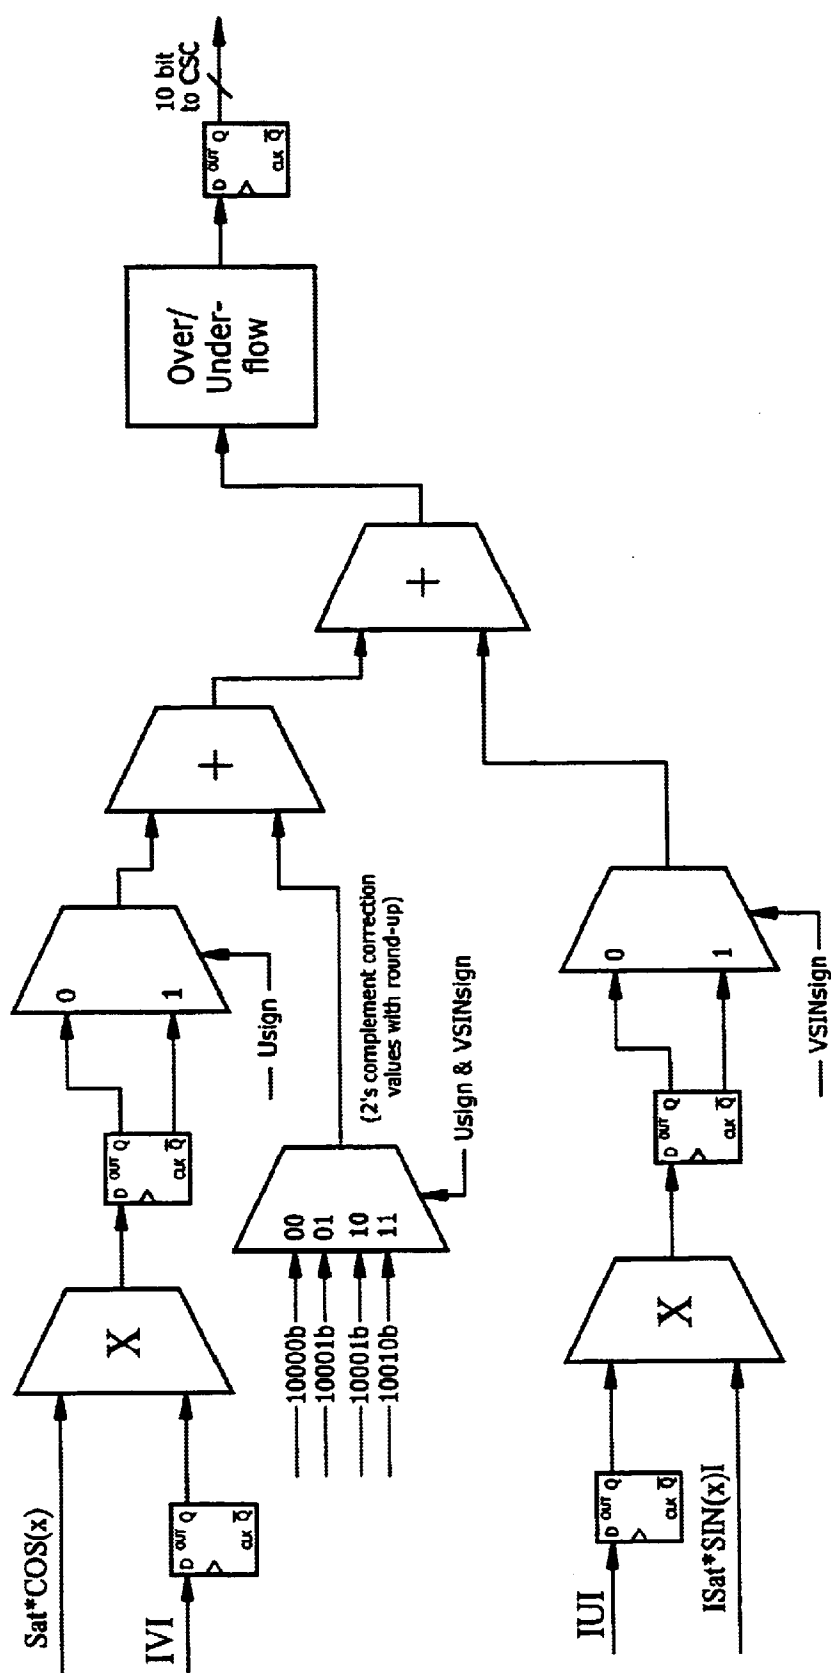 Sat*COS(x)
IVI
D OUT Q
CLK Q
X
10000b
10001b
10001b
10010b
00
01
10
11
Usign & VSINsign
D OUT Q
CLK Q
0
1
Usign
(2's complement correction
values with round-up)
+
IUI
D OUT Q
CLK Q
ISat*SIN(x)I
X
D OUT Q
CLK Q
0
1
VSINsign
+
Over/
Under-
flow
D OUT Q
CLK Q
10 bit
to CSC